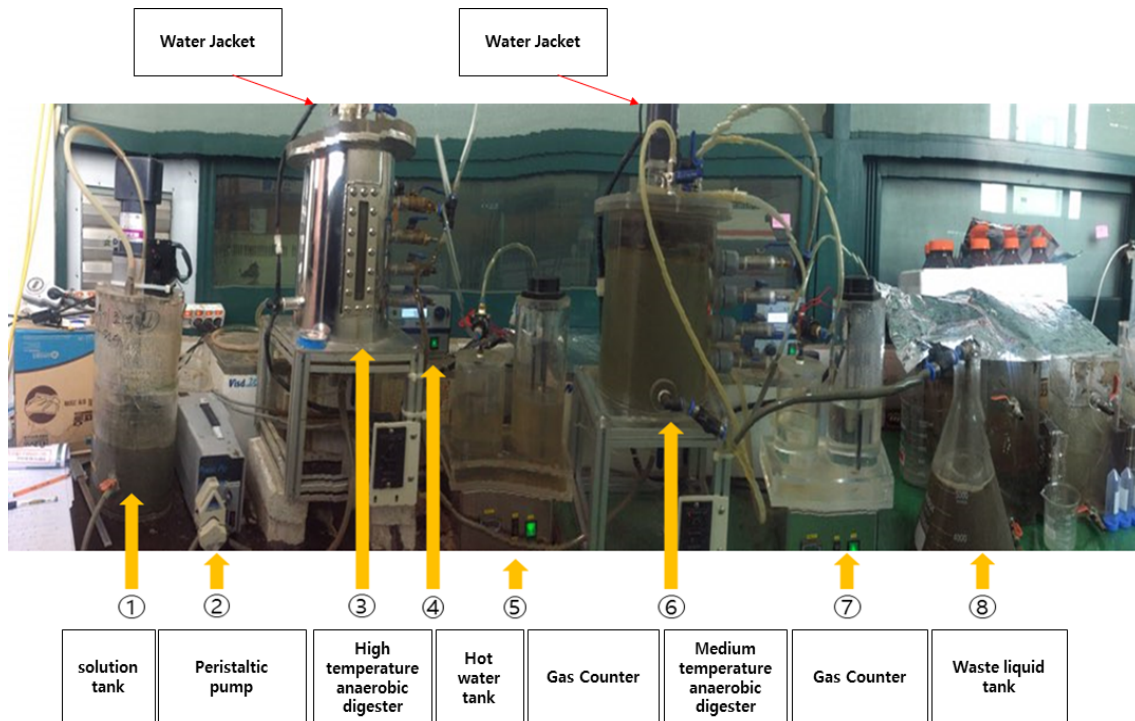 Water Jacket
Water Jacket
①
②
③
④
⑤
⑥
⑦
⑧
solution
tank
Peristaltic
pump
High
temperature
anaerobic
digester
Hot
water
tank
Gas Counter
Medium
temperature
anaerobic
digester
Gas Counter
Waste liquid
tank